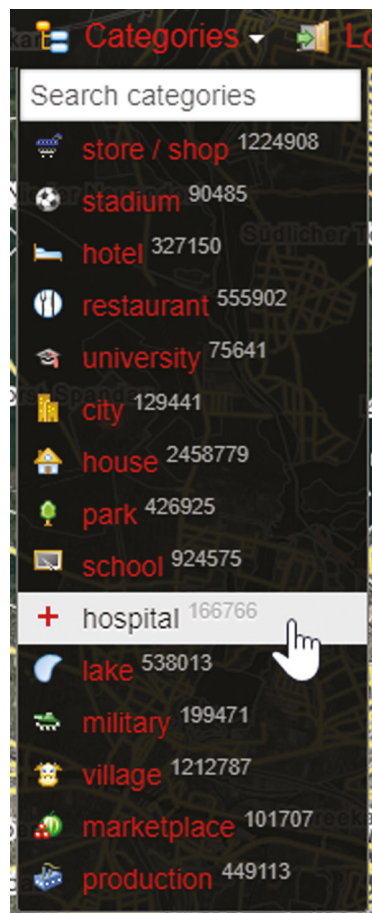 Categories Lo
Search categories
store / shop 1224908
stadium 90485
hotel 327150
restaurant 555902
university 75641
city 129441
house 2458779
park 426925
school 924575
hospital 166766
lake 538013
military 199471
village 1212787
marketplace 101707
production 449113